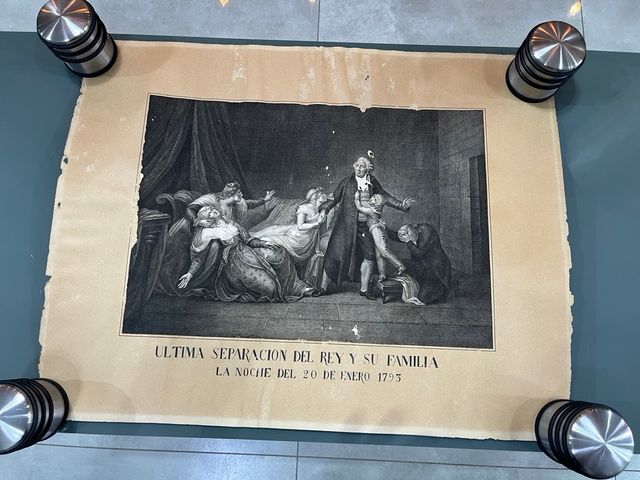 ULTIMA SEPARACION DEL REY Y SU FAMILIA
LA NOCHE DEL 20 DE ENERO 1793